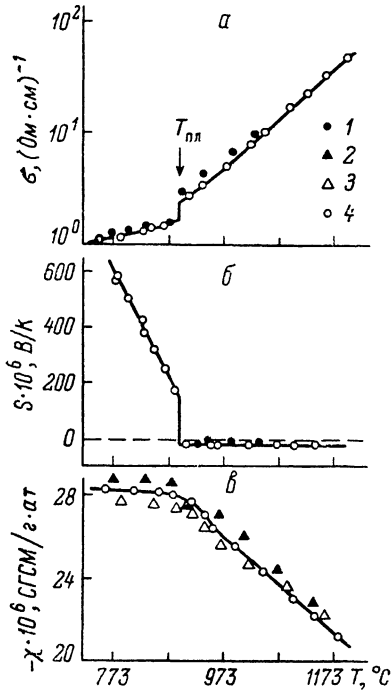 10²
а
σ, (Ом·см)⁻¹
Tпл
10¹
1
2
3
4
10⁰
б
S·10⁶, В/К
600
400
200
0
в
-χ·10⁶, СГСМ/г·ат
28
24
20
773
973
1173
T, °C